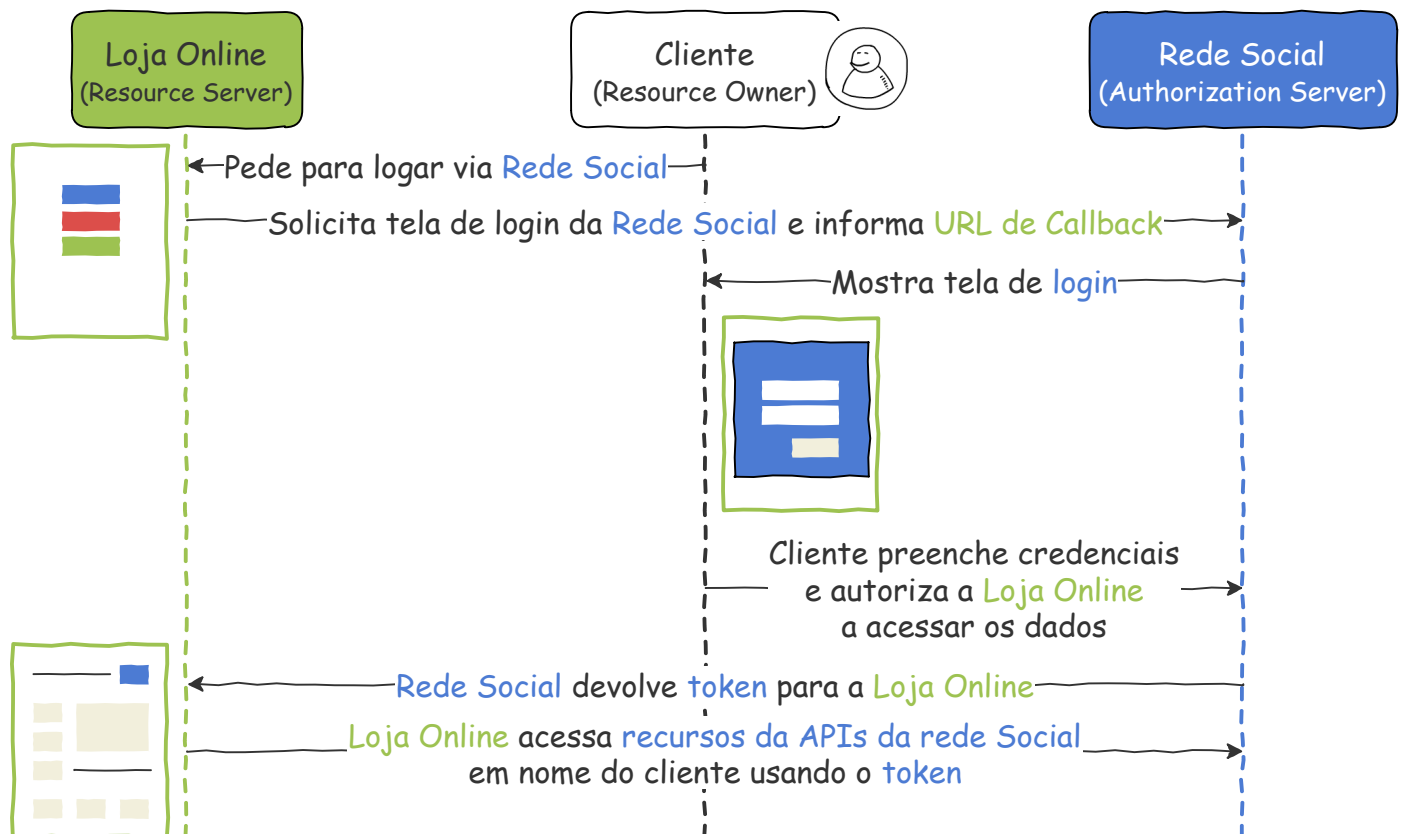 Loja Online
(Resource Server)
Cliente
(Resource Owner)
Rede Social
(Authorization Server)
Pede para logar via Rede Social
Solicita tela de login da Rede Social e informa URL de Callback
Mostra tela de login
Cliente preenche credenciais
e autoriza a Loja Online
a acessar os dados
Rede Social devolve token para a Loja Online
Loja Online acessa recursos da APIs da rede Social
em nome do cliente usando o token